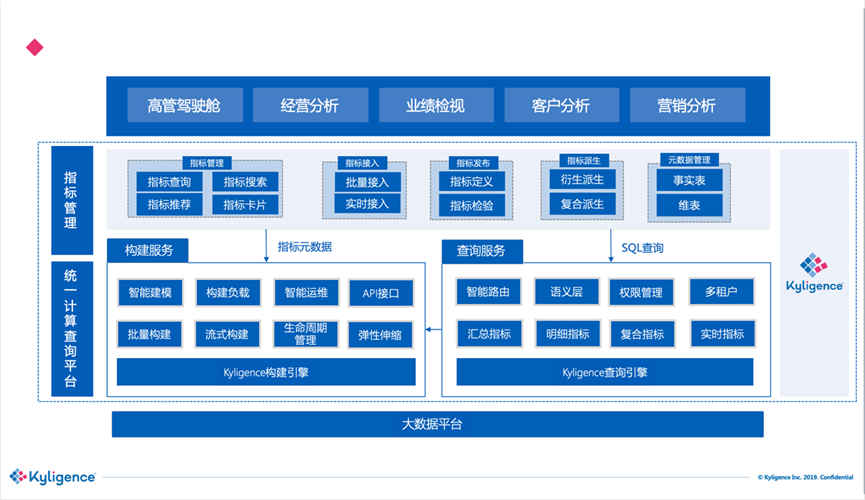 高管驾驶舱
经营分析
业绩检视
客户分析
营销分析
指标管理
指标管理
指标查询
指标搜索
指标推荐
指标卡片
指标接入
批量接入
实时接入
指标发布
指标定义
指标检验
指标派生
衍生派生
复合派生
元数据管理
事实表
维表
指标元数据
SQL查询
统一计算查询平台
构建服务
智能建模
构建负载
智能运维
API接口
批量构建
流式构建
生命周期
管理
弹性伸缩
Kyligence构建引擎
查询服务
智能路由
语义层
权限管理
多租户
汇总指标
明细指标
复合指标
实时指标
Kyligence查询引擎
Kyligence
大数据平台
Kyligence
© Kyligence Inc. 2019. Confidential